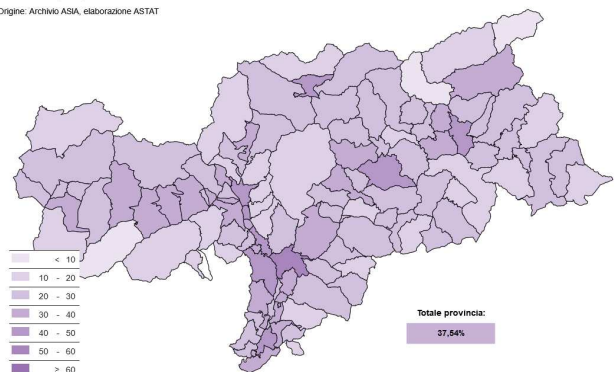 Origine: Archivio ASIA, elaborazione ASTAT
< 10
10 - 20
20 - 30
30 - 40
40 - 50
50 - 60
> 60
Totale provincia:
37,54%